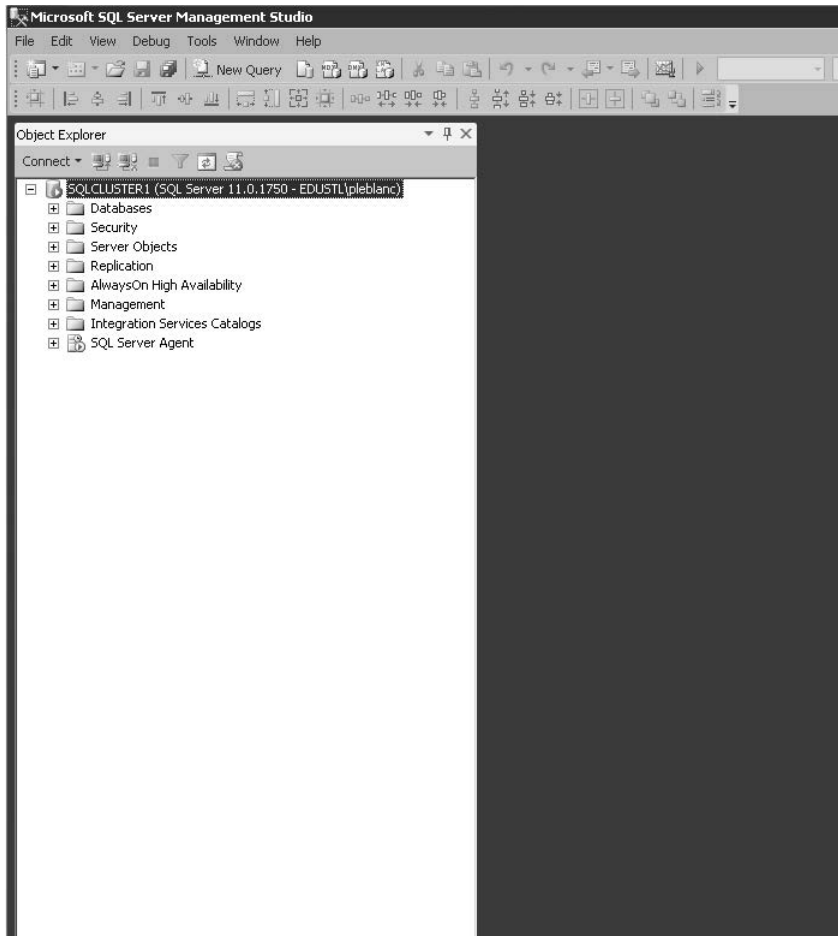 Microsoft SQL Server Management Studio
File Edit View Debug Tools Window Help
New Query
Object Explorer
Connect
SQLCLUSTER1 (SQL Server 11.0.1750 - EDUSTL\pleblanc)
Databases
Security
Server Objects
Replication
AlwaysOn High Availability
Management
Integration Services Catalogs
SQL Server Agent